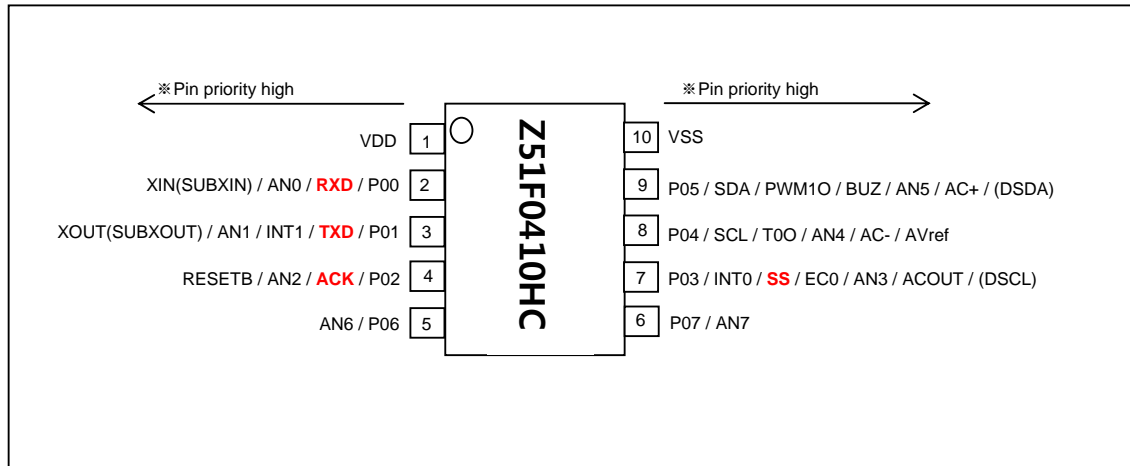 ※Pin priority high
※Pin priority high
VDD 1
10 VSS
XIN(SUBXIN) / AN0 / RXD / P00 2
9 P05 / SDA / PWM1O / BUZ / AN5 / AC+ / (DSDA)
XOUT(SUBXOUT) / AN1 / INT1 / TXD / P01 3
8 P04 / SCL / T0O / AN4 / AC- / AVref
RESETB / AN2 / ACK / P02 4
7 P03 / INT0 / SS / EC0 / AN3 / ACOUT / (DSCL)
AN6 / P06 5
6 P07 / AN7
Z51F0410HC